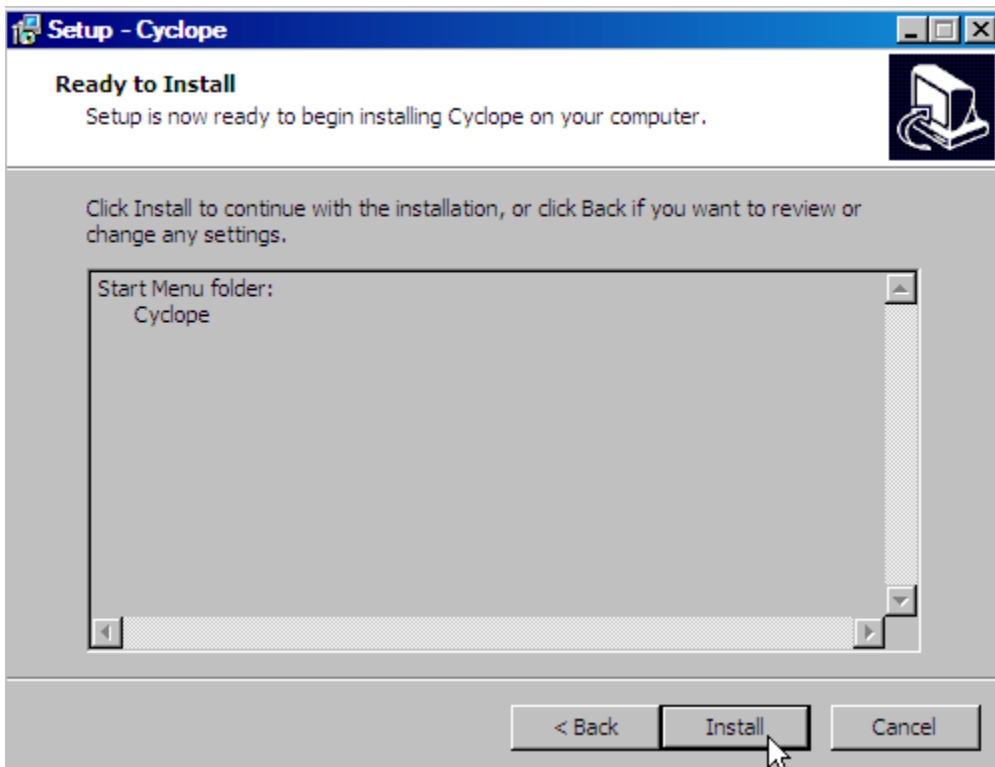 Setup - Cyclope
Ready to Install
Setup is now ready to begin installing Cyclope on your computer.
Click Install to continue with the installation, or click Back if you want to review or
change any settings.
Start Menu folder:
Cyclope
< Back
Install
Cancel